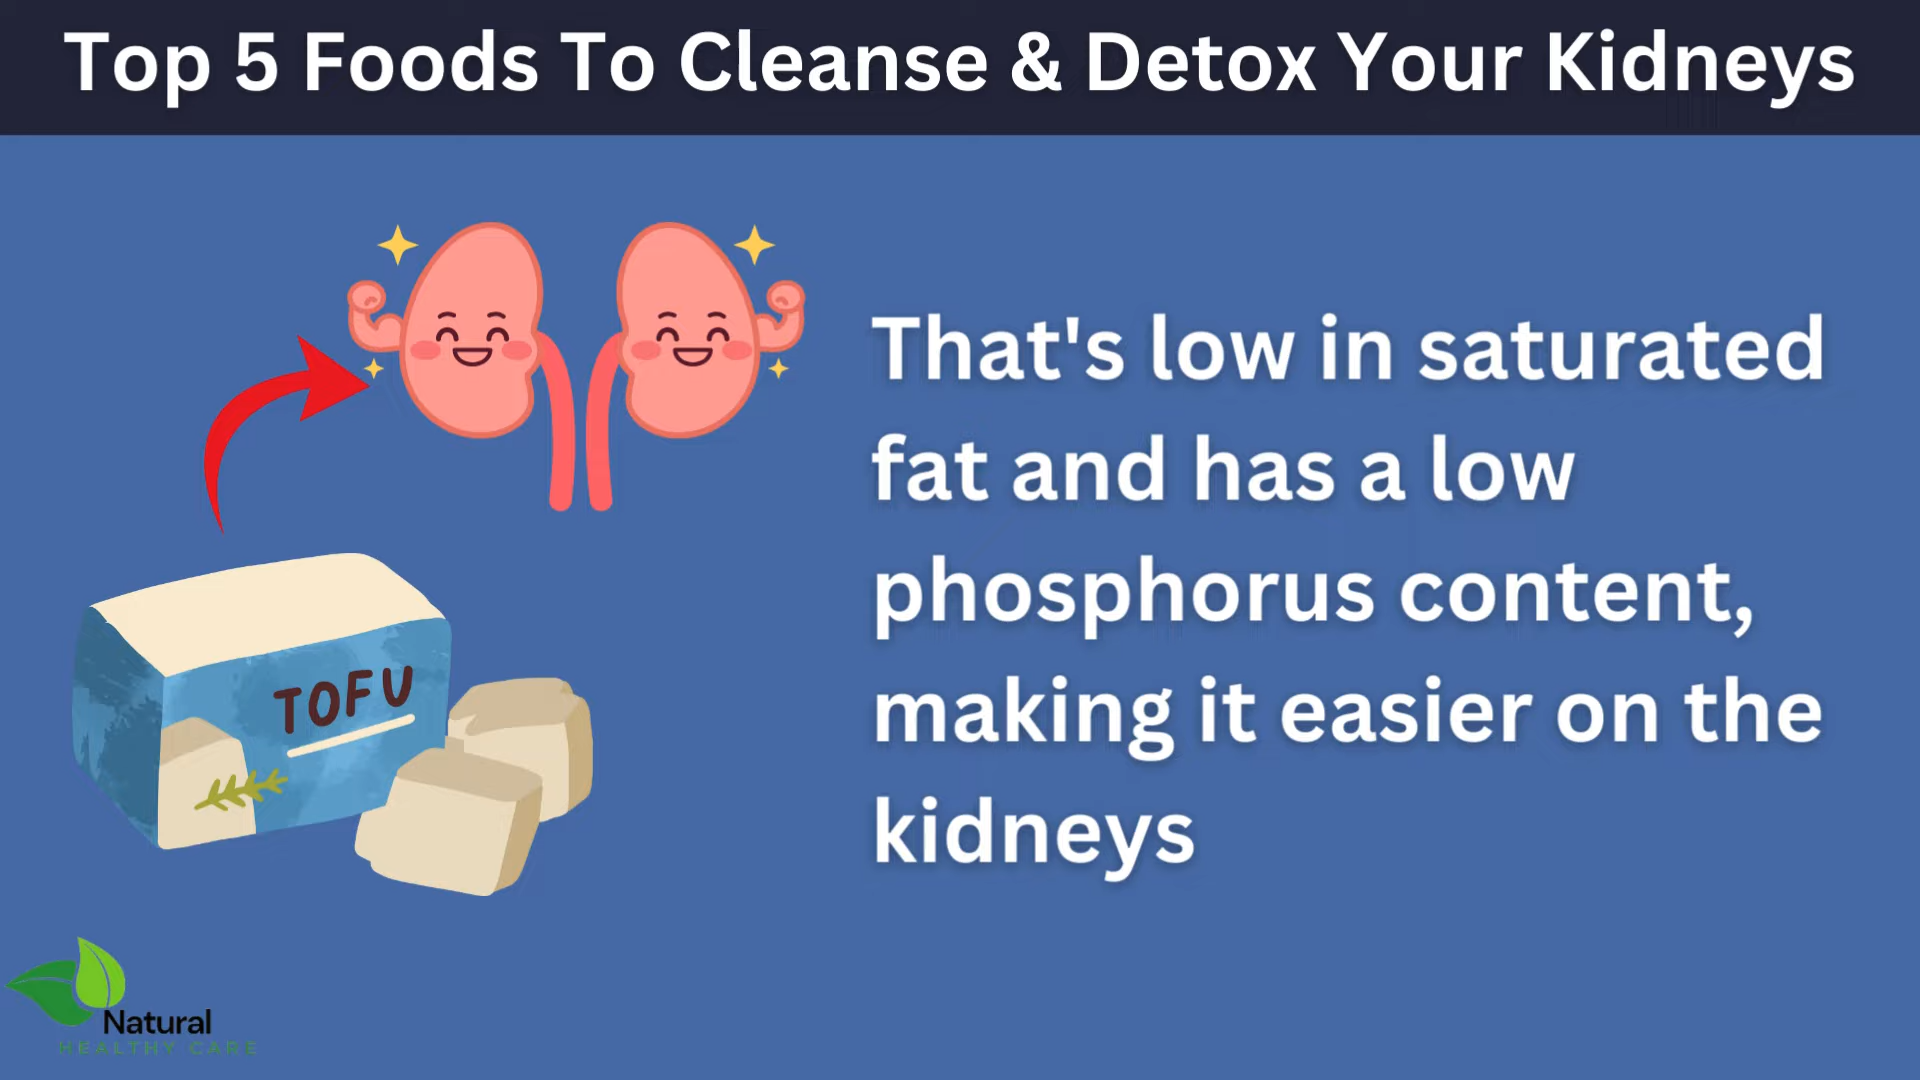 Top 5 Foods To Cleanse & Detox Your Kidneys
That's low in saturated
fat and has a low
phosphorus content,
making it easier on the
kidneys
TOFU
Natural
HEALTHY CARE